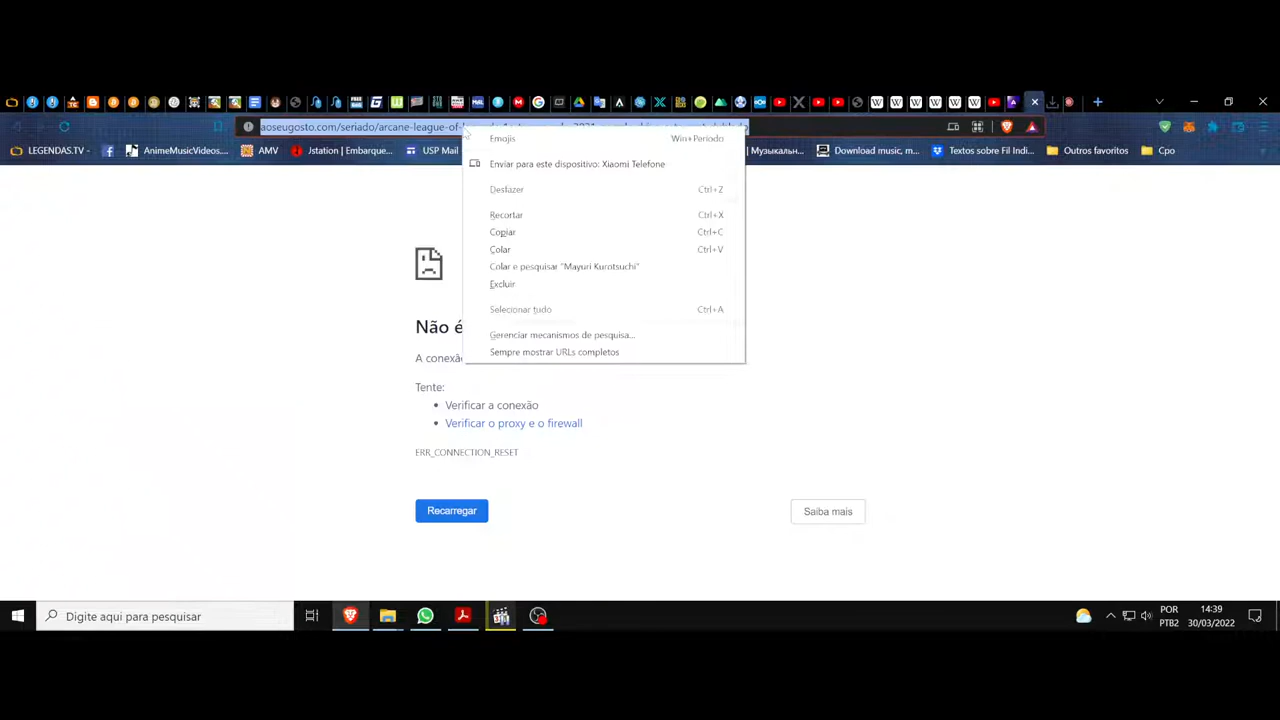 aoseugosto.com/seriado/arcane-league-of-
LEGENDAS.TV -
AnimeMusicVideos.
AMV
Jstation | Embarque...
USP Mail
Download music, m...
Textos sobre Fil Indi...
Outros favoritos
Cpo
Emojis Win+Período
Enviar para este dispositivo: Xiaomi Telefone
Desfazer Ctrl+Z
Recortar Ctrl+X
Copiar Ctrl+C
Colar Ctrl+V
Colar e pesquisar "Mayuri Kurotsuchi"
Excluir
Selecionar tudo Ctrl+A
Gerenciar mecanismos de pesquisa...
Sempre mostrar URLs completos
Não é
A conexã
Tente:
• Verificar a conexão
• Verificar o proxy e o firewall
ERR_CONNECTION_RESET
Recarregar
Saiba mais
Digite aqui para pesquisar
POR
PTB2
14:39
30/03/2022